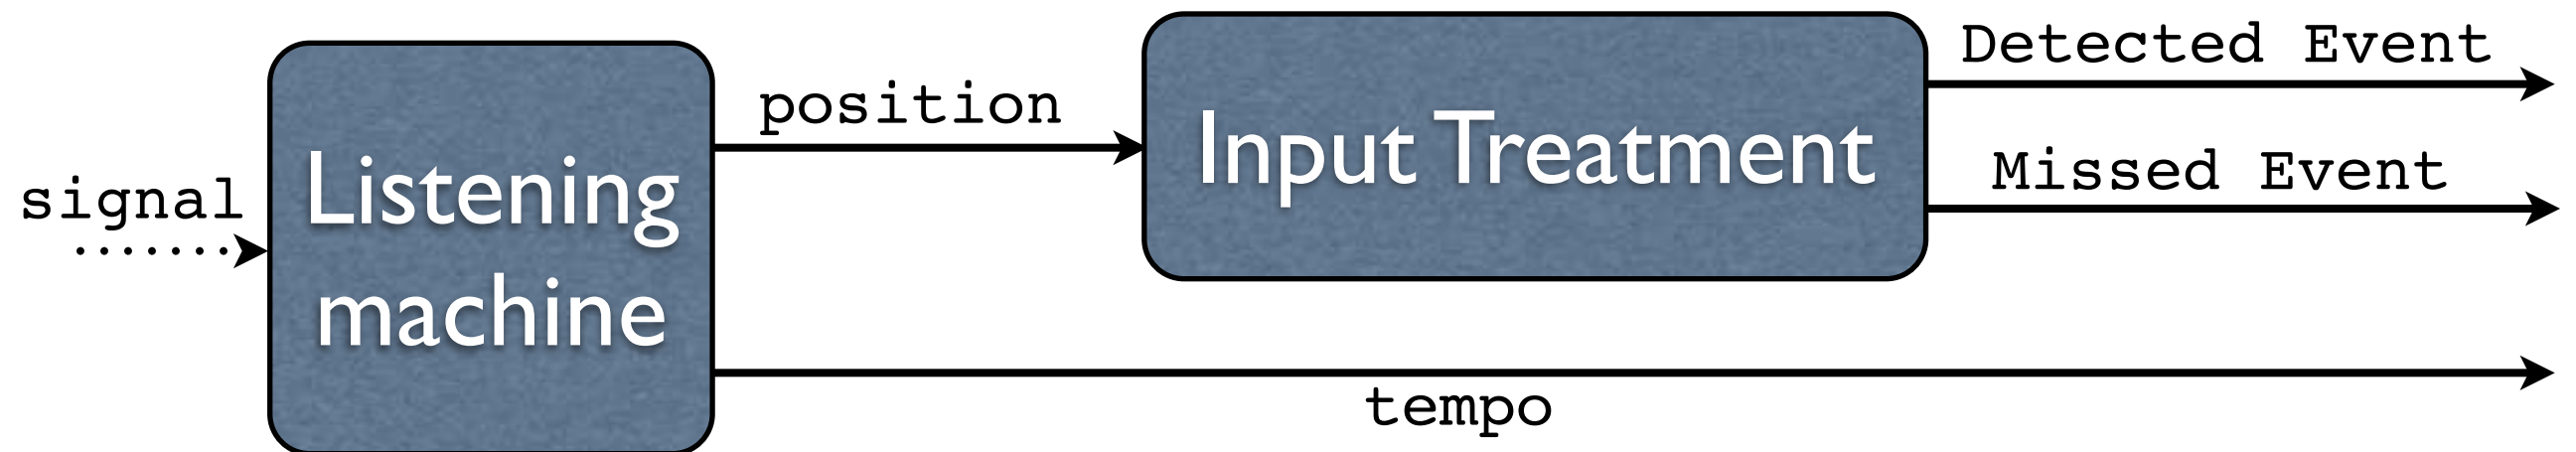 signal
Listening
machine
position
Input Treatment
Detected Event
Missed Event
tempo